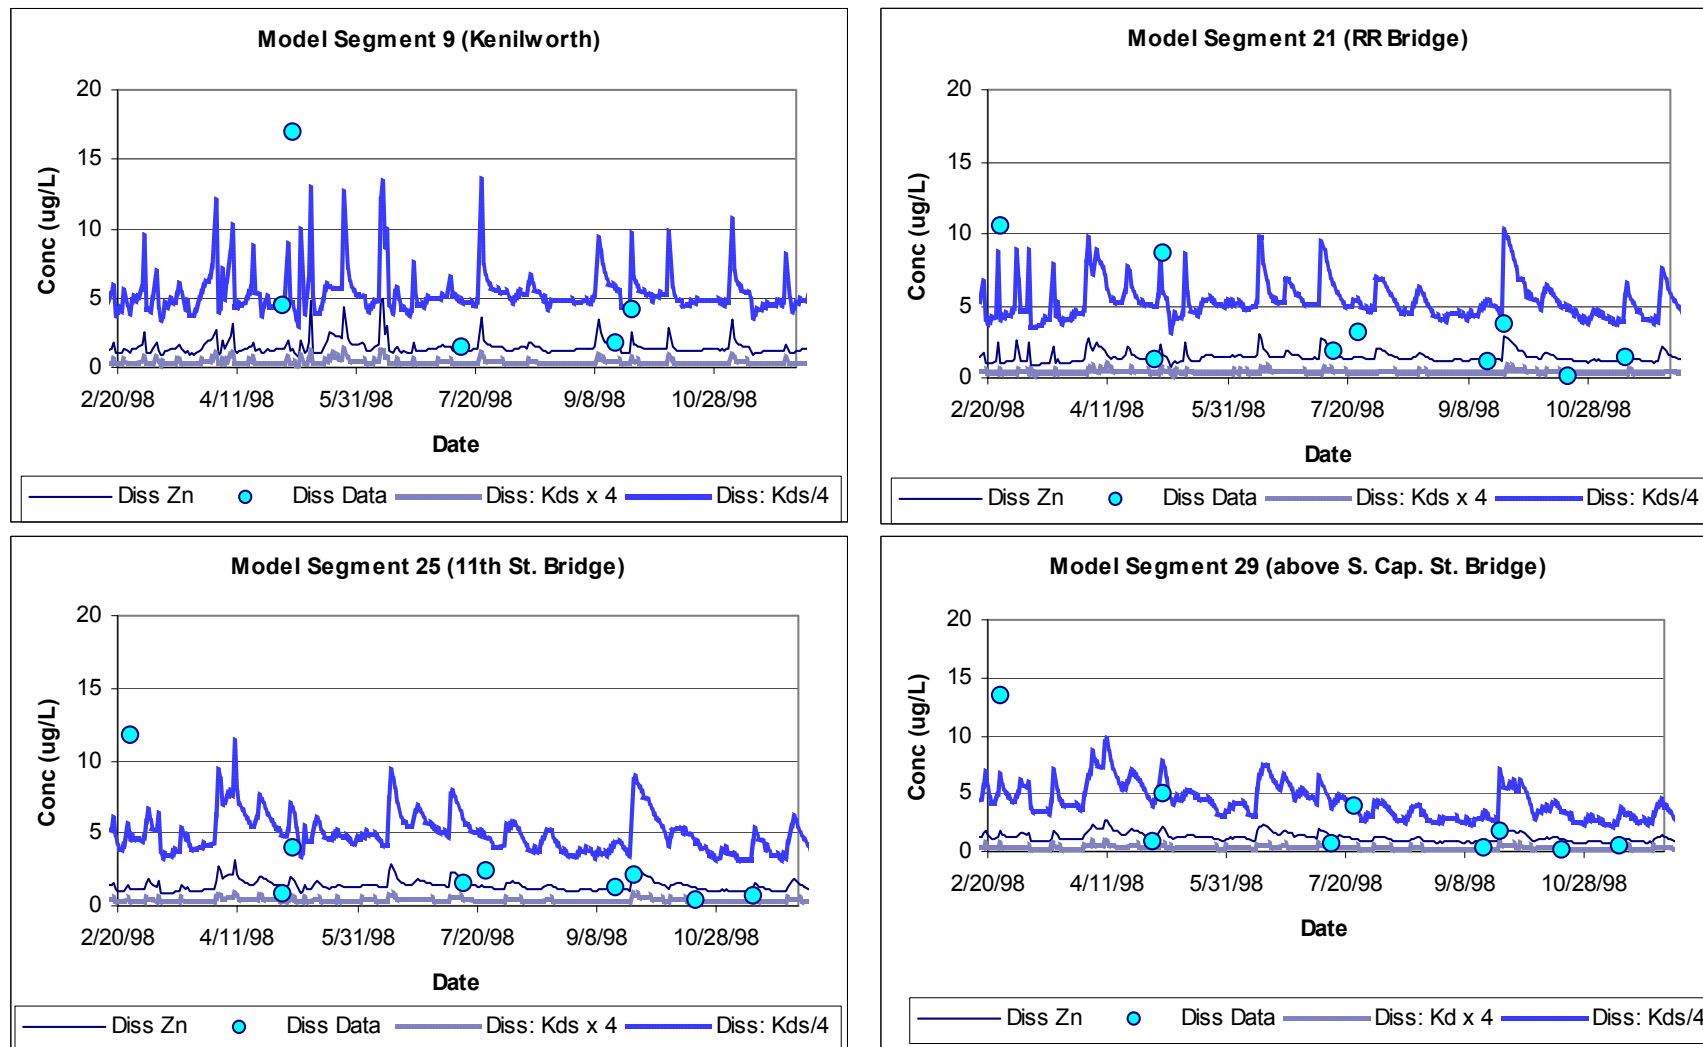 Model Segment 9 (Kenilworth)
Conc (ug/L)
20
15
10
5
0
2/20/98 4/11/98 5/31/98 7/20/98 9/8/98 10/28/98
Date
Diss Zn Diss Data Diss: Kds x 4 Diss: Kds/4
Model Segment 21 (RR Bridge)
Conc (ug/L)
20
15
10
5
0
2/20/98 4/11/98 5/31/98 7/20/98 9/8/98 10/28/98
Date
Diss Zn Diss Data Diss: Kds x 4 Diss: Kds/4
Model Segment 25 (11th St. Bridge)
Conc (ug/L)
20
15
10
5
0
2/20/98 4/11/98 5/31/98 7/20/98 9/8/98 10/28/98
Date
Diss Zn Diss Data Diss: Kds x 4 Diss: Kds/4
Model Segment 29 (above S. Cap. St. Bridge)
Conc (ug/L)
20
15
10
5
0
2/20/98 4/11/98 5/31/98 7/20/98 9/8/98 10/28/98
Date
Diss Zn Diss Data Diss: Kd x 4 Diss: Kds/4